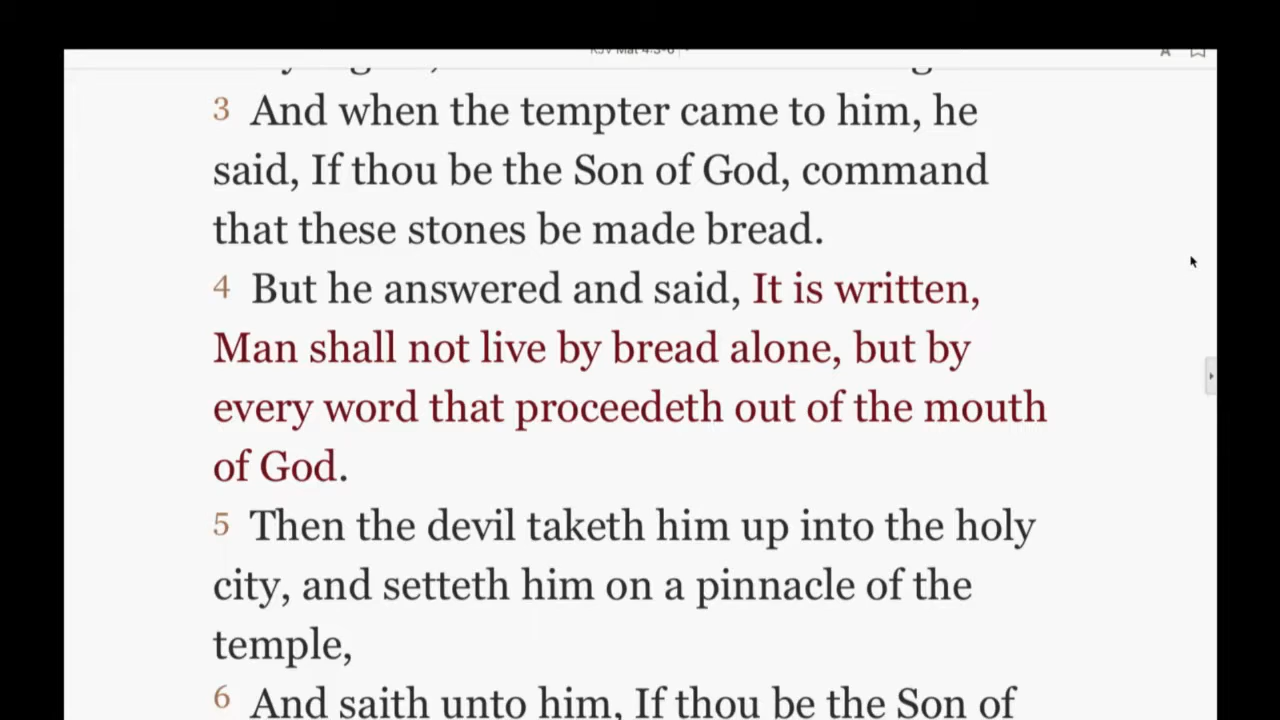 3 And when the tempter came to him, he
said, If thou be the Son of God, command
that these stones be made bread.
4 But he answered and said, It is written,
Man shall not live by bread alone, but by
every word that proceedeth out of the mouth
of God.
5 Then the devil taketh him up into the holy
city, and setteth him on a pinnacle of the
temple,
6 And saith unto him, If thou be the Son of